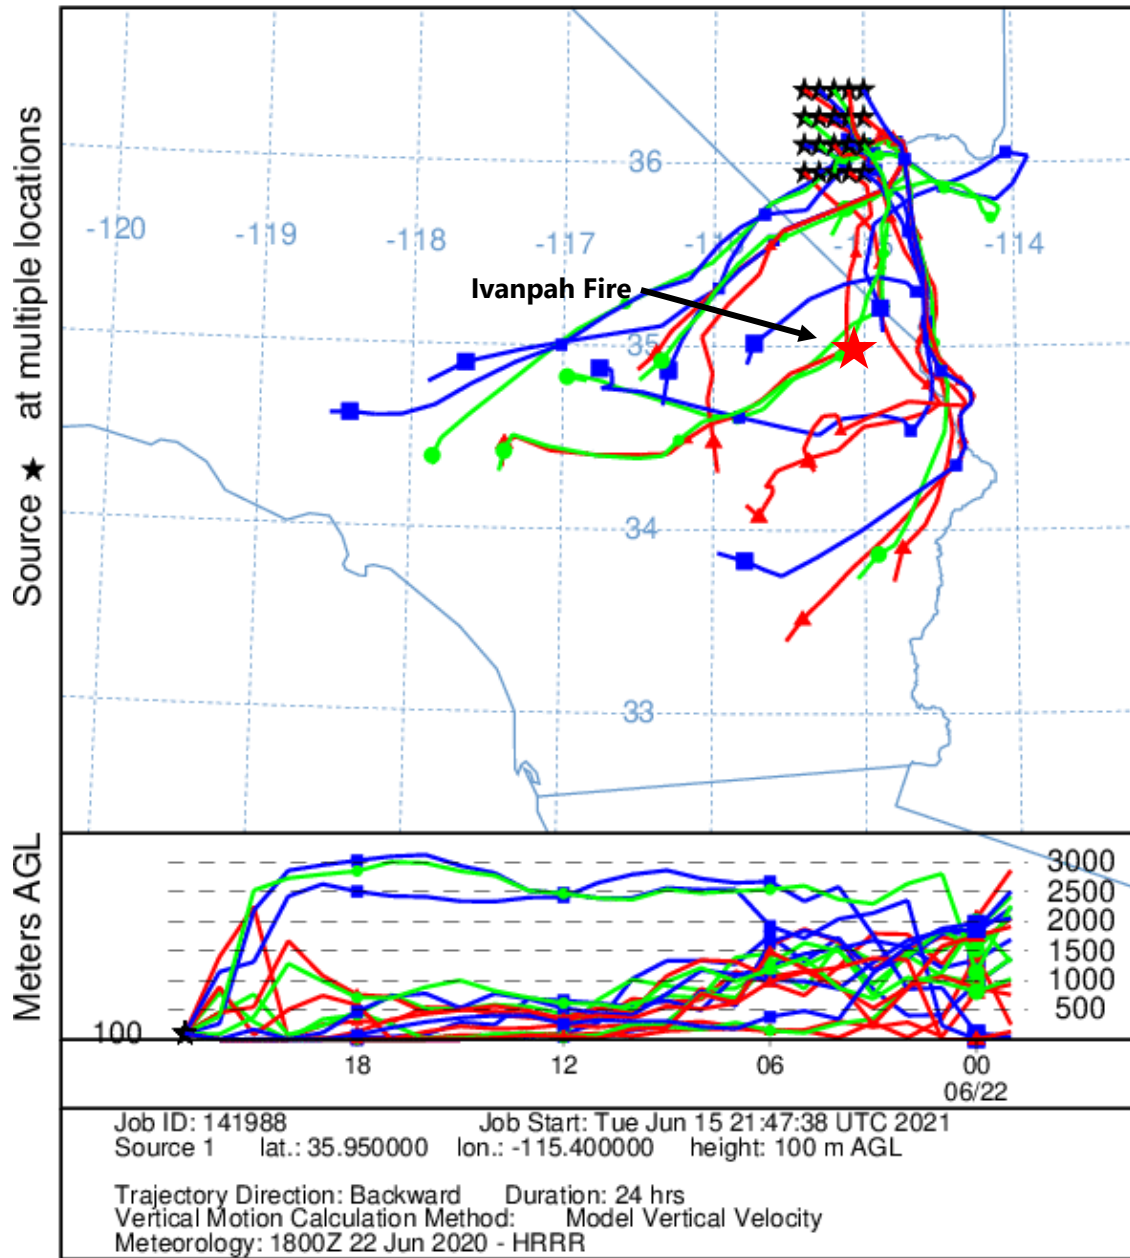 Source ★ at multiple locations
36
-120
-119
-118
-117
-114
Ivanpah Fire
35
34
33
Meters AGL
3000
2500
2000
1500
1000
500
100
18
12
06
00
06/22
Job ID: 141988 Job Start: Tue Jun 15 21:47:38 UTC 2021
Source 1 lat.: 35.950000 lon.: -115.400000 height: 100 m AGL
Trajectory Direction: Backward Duration: 24 hrs
Vertical Motion Calculation Method: Model Vertical Velocity
Meteorology: 1800Z 22 Jun 2020 - HRRR